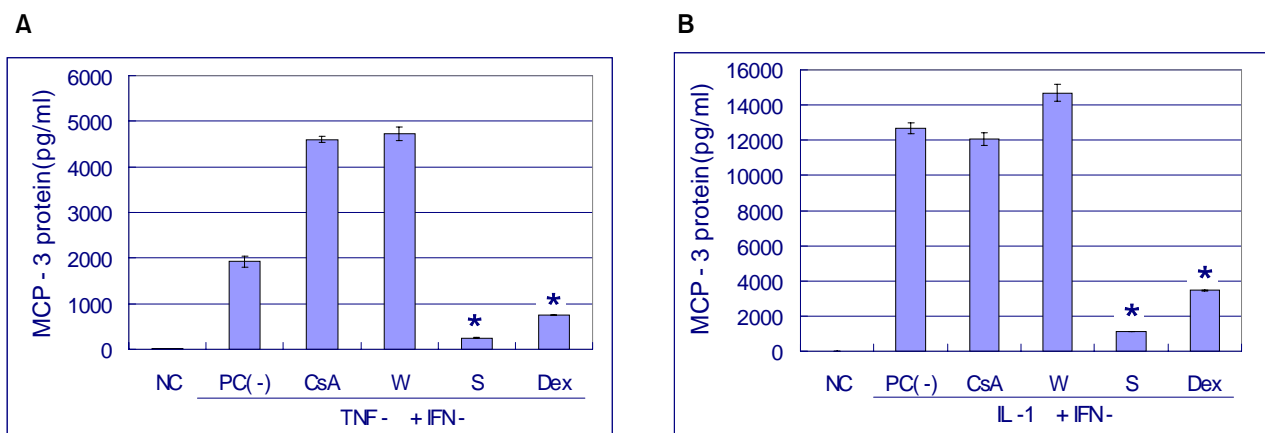 A
MCP - 3 protein(pg/ml)
6000
5000
4000
3000
2000
1000
0
*
*
NC PC( - ) CsA W S Dex
TNF - + IFN -
B
MCP - 3 protein(pg/ml)
16000
14000
12000
10000
8000
6000
4000
2000
0
*
*
NC PC( - ) CsA W S Dex
IL - 1 + IFN -